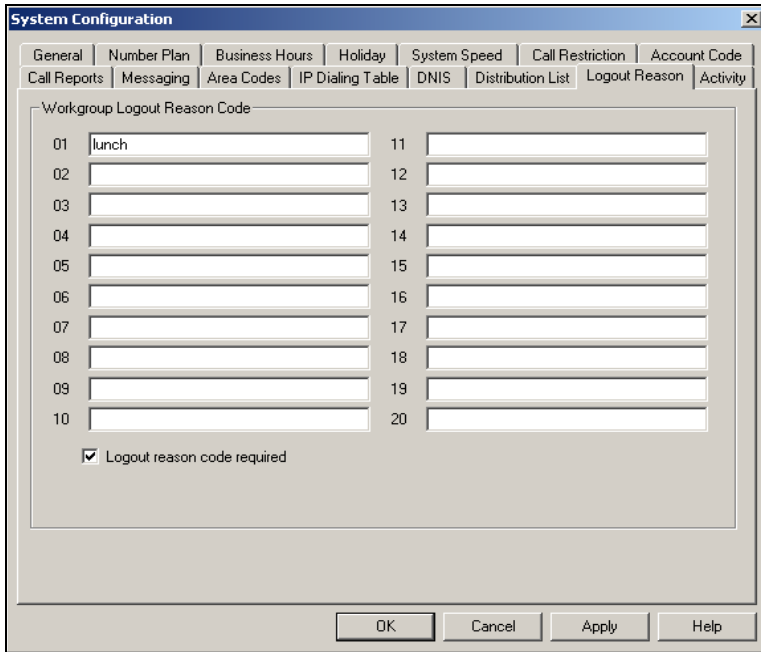 System Configuration
General Number Plan Business Hours Holiday System Speed Call Restriction Account Code
Call Reports Messaging Area Codes IP Dialing Table DNIS Distribution List Logout Reason Activity
Workgroup Logout Reason Code
01 lunch 11
02 12
03 13
04 14
05 15
06 16
07 17
08 18
09 19
10 20
Logout reason code required
OK Cancel Apply Help